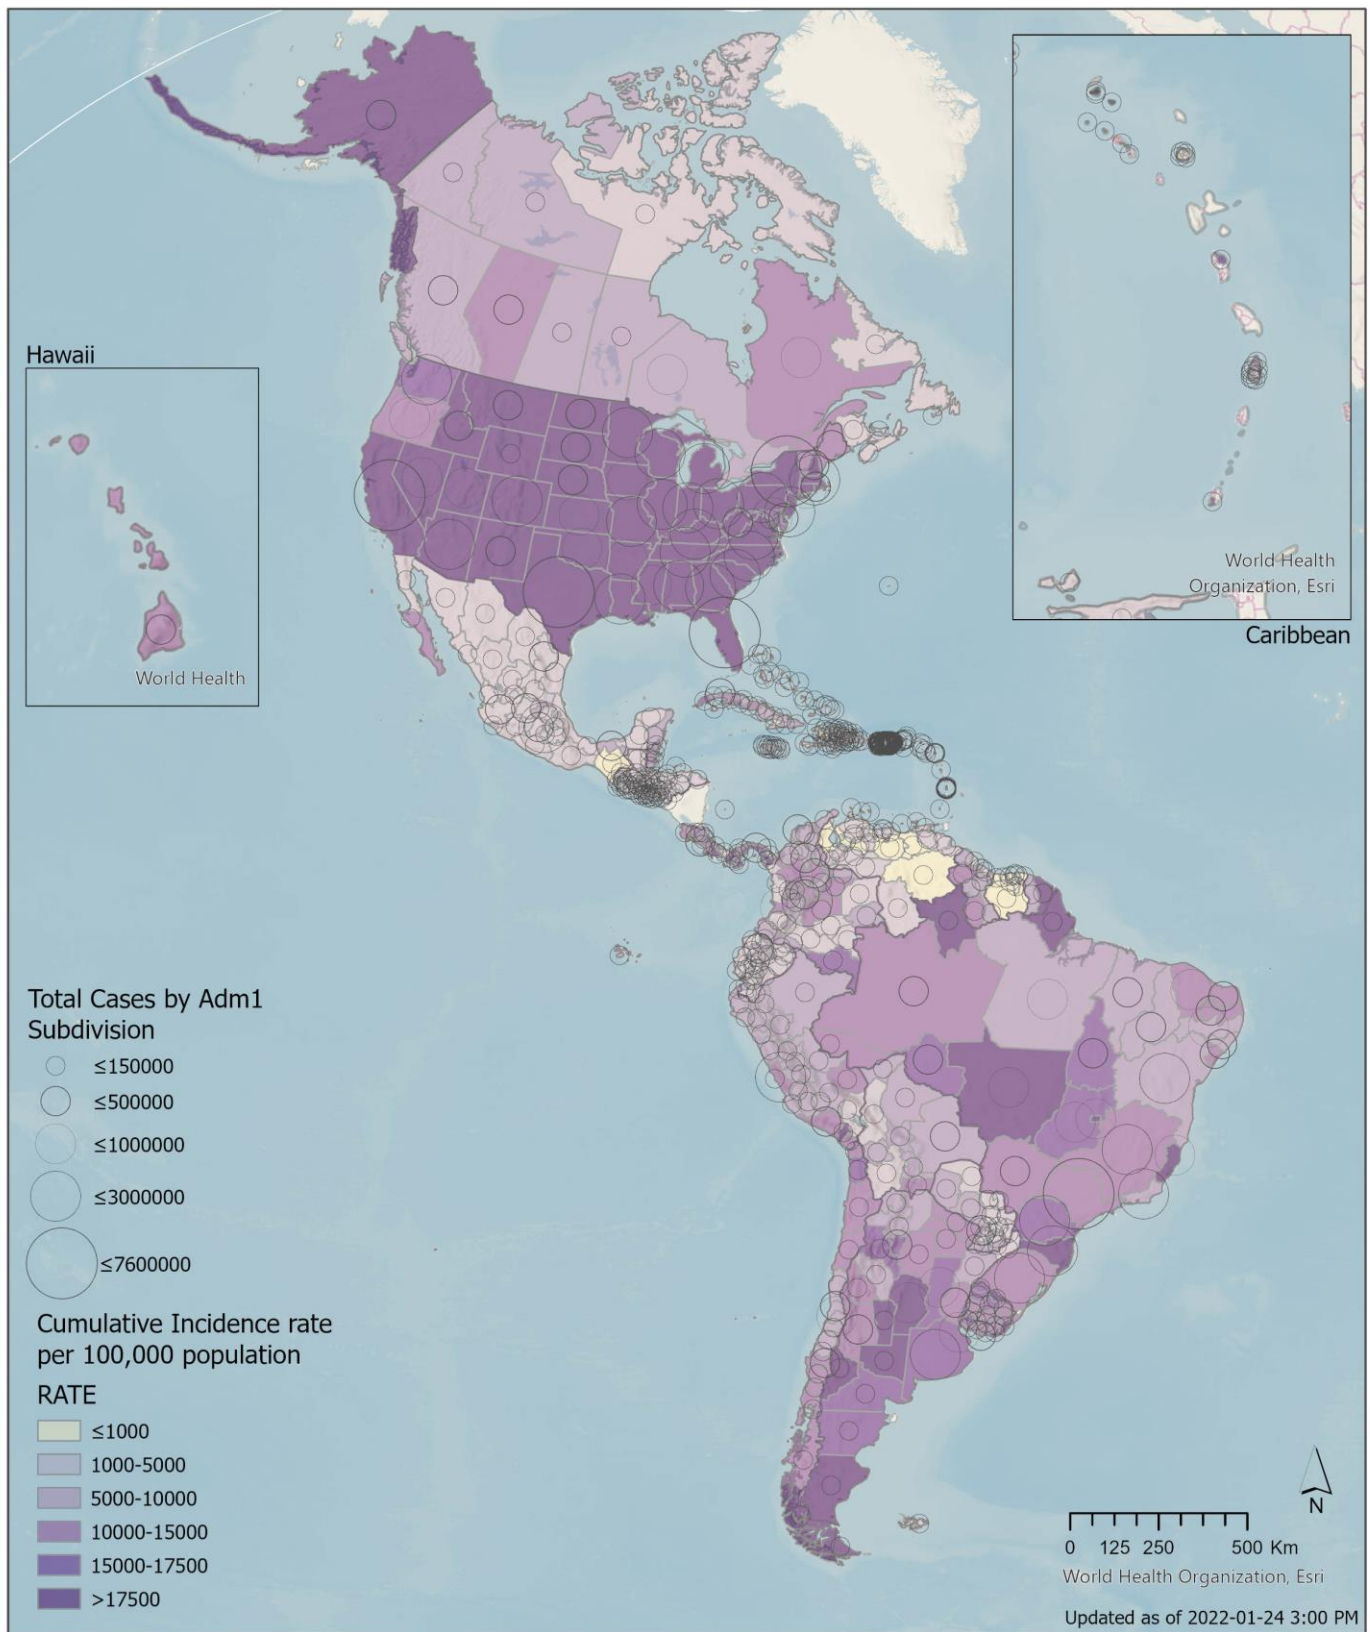 Hawaii
World Health
World Health
Organization, Esri
Caribbean
Total Cases by Adm1
Subdivision
≤150000
≤500000
≤1000000
≤3000000
≤7600000
Cumulative Incidence rate
per 100,000 population
RATE
≤1000
1000-5000
5000-10000
10000-15000
15000-17500
>17500
N
0 125 250 500 Km
World Health Organization, Esri
Updated as of 2022-01-24 3:00 PM